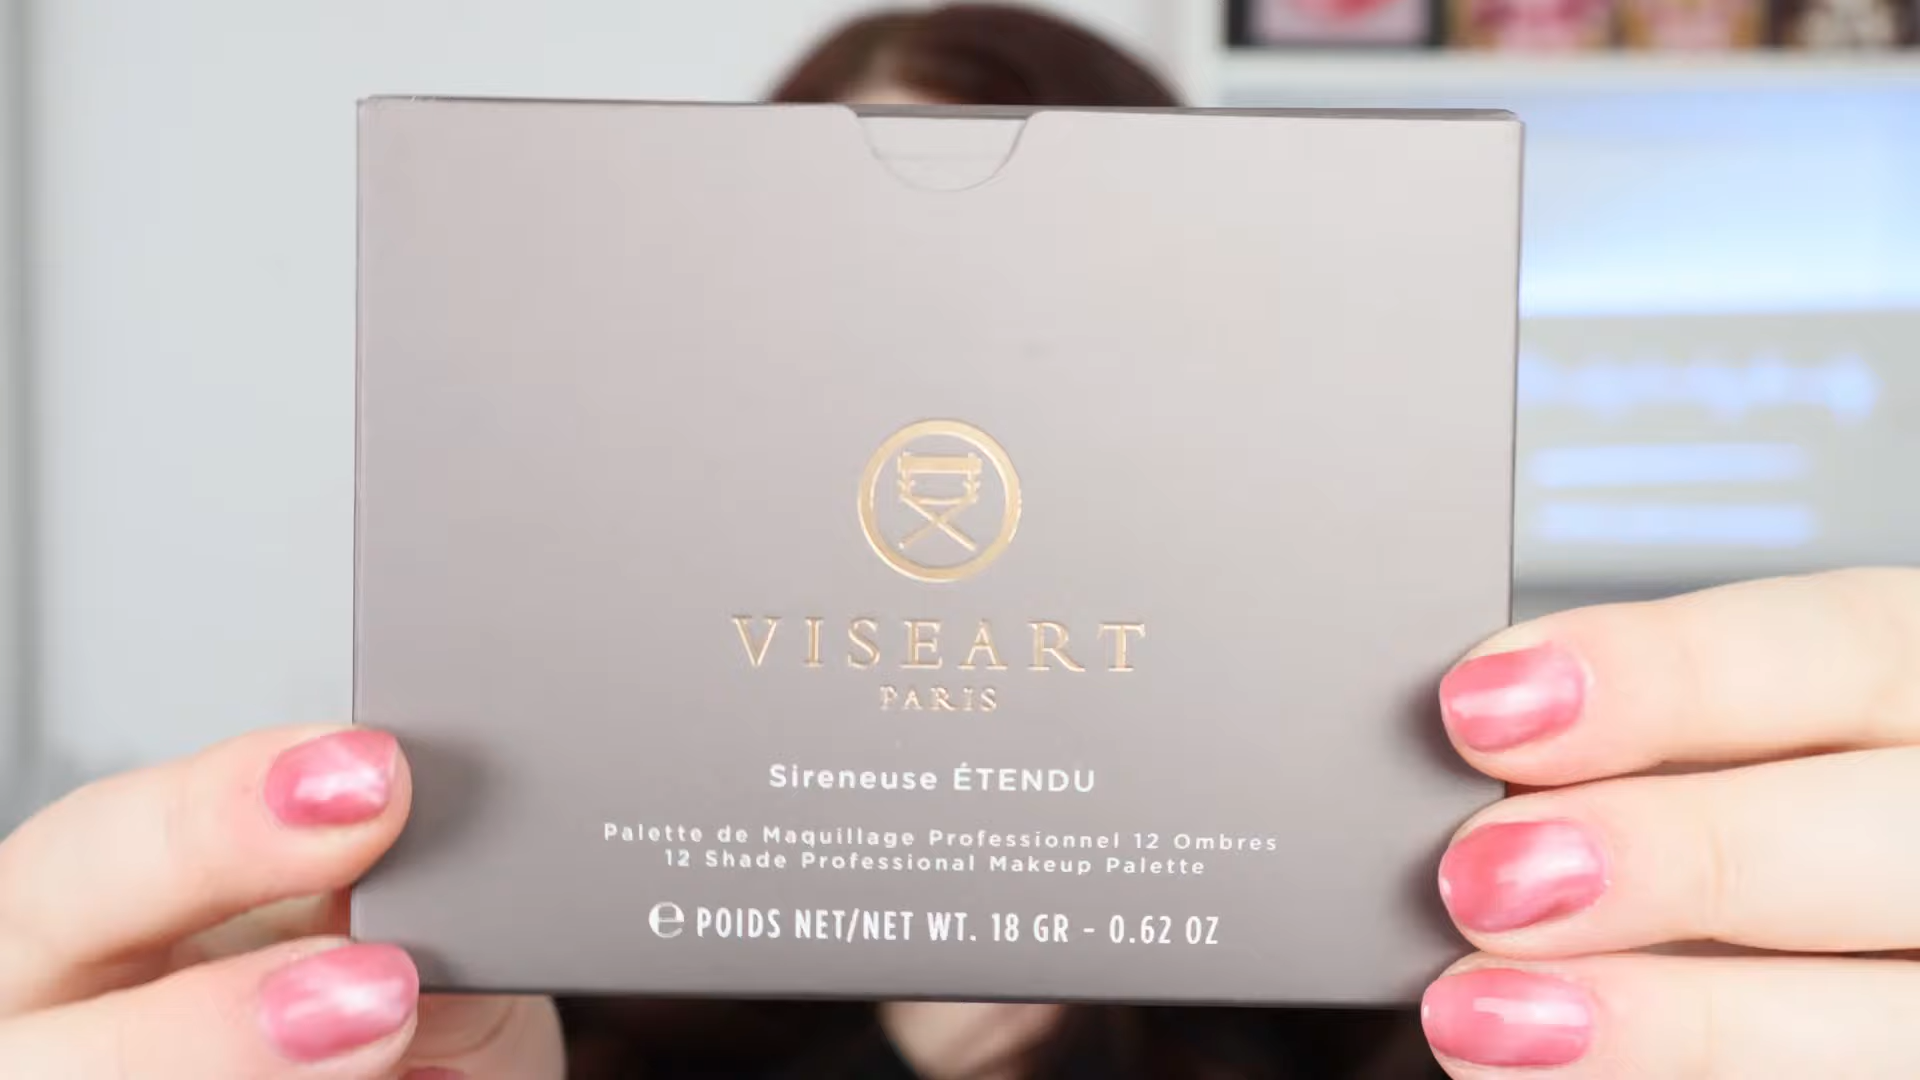 VISEART
PARIS
Sireneuse ÉTENDU
Palette de Maquillage Professionnel 12 Ombres
12 Shade Professional Makeup Palette
℮ POIDS NET/NET WT. 18 GR - 0.62 OZ